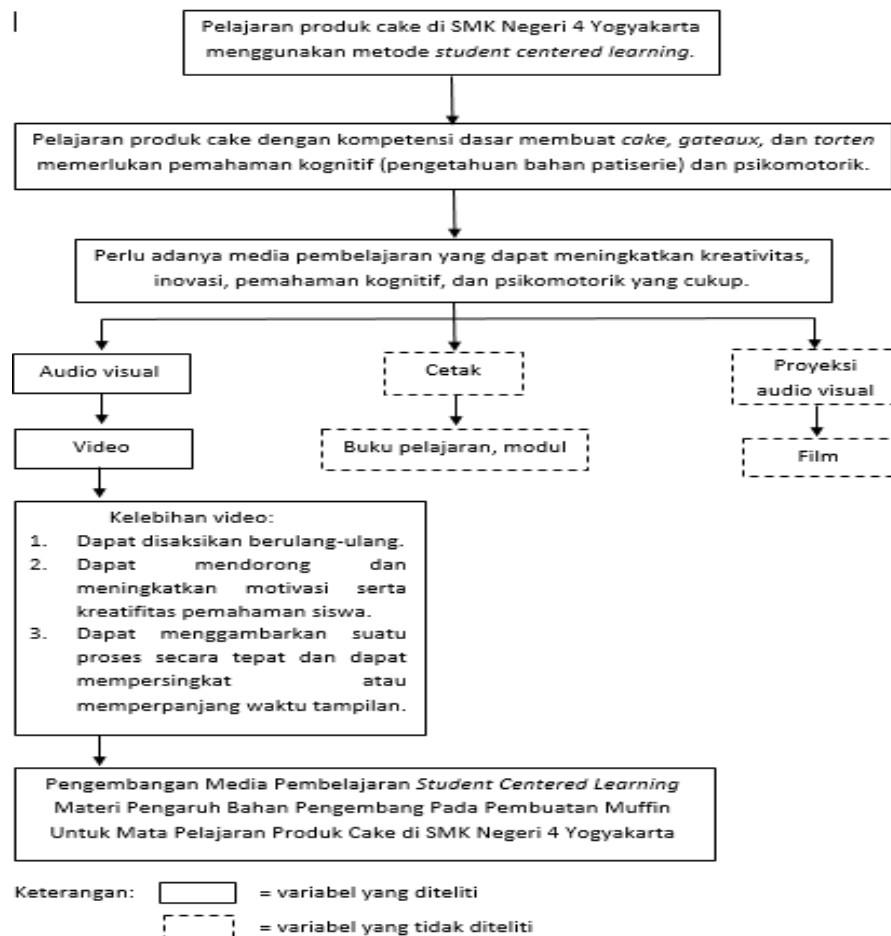 Pelajaran produk cake di SMK Negeri 4 Yogyakarta
menggunakan metode student centered learning.
Pelajaran produk cake dengan kompetensi dasar membuat cake, gateaux, dan torten
memerlukan pemahaman kognitif (pengetahuan bahan patiserie) dan psikomotorik.
Perlu adanya media pembelajaran yang dapat meningkatkan kreativitas,
inovasi, pemahaman kognitif, dan psikomotorik yang cukup.
Audio visual
Cetak
Proyeksi
audio visual
Video
Buku pelajaran, modul
Film
Kelebihan video:
1. Dapat disaksikan berulang-ulang.
2. Dapat mendorong dan
meningkatkan motivasi serta
kreatifitas pemahaman siswa.
3. Dapat menggambarkan suatu
proses secara tepat dan dapat
mempersingkat atau
memperpanjang waktu tampilan.
Pengembangan Media Pembelajaran Student Centered Learning
Materi Pengaruh Bahan Pengembang Pada Pembuatan Muffin
Untuk Mata Pelajaran Produk Cake di SMK Negeri 4 Yogyakarta
Keterangan: = variabel yang diteliti
= variabel yang tidak diteliti